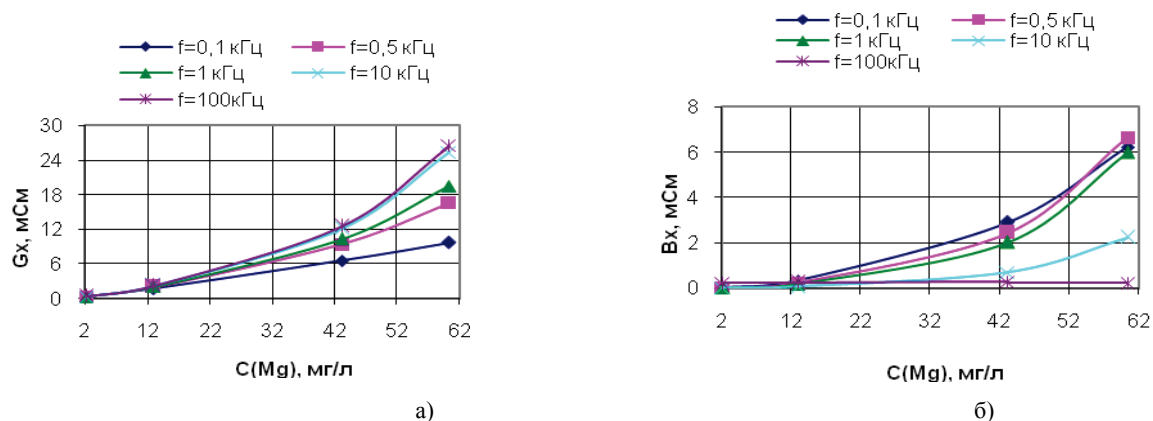 f=0,1 кГц f=0,5 кГц
f=1 кГц f=10 кГц
f=100кГц
30
24
18
12
6
0
Gx, мСм
2 12 22 32 42 52 62
C(Mg), мг/л
а)
f=0,1 кГц f=0,5 кГц
f=1 кГц f=10 кГц
f=100кГц
8
6
4
2
0
Bx, мСм
2 12 22 32 42 52 62
C(Mg), мг/л
б)